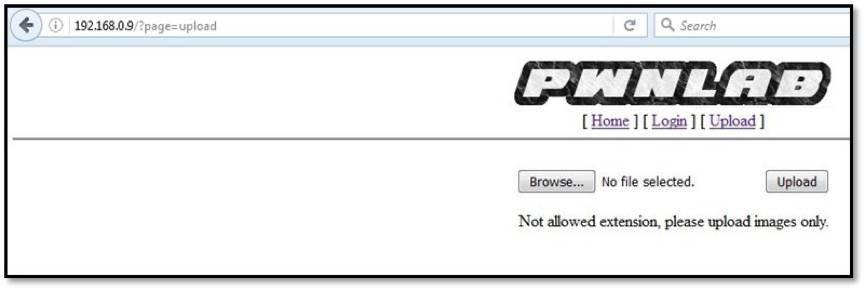 192.168.0.9/?page=upload
Search
PWNLAB
[ Home ] [ Login ] [ Upload ]
Browse... No file selected. Upload
Not allowed extension, please upload images only.